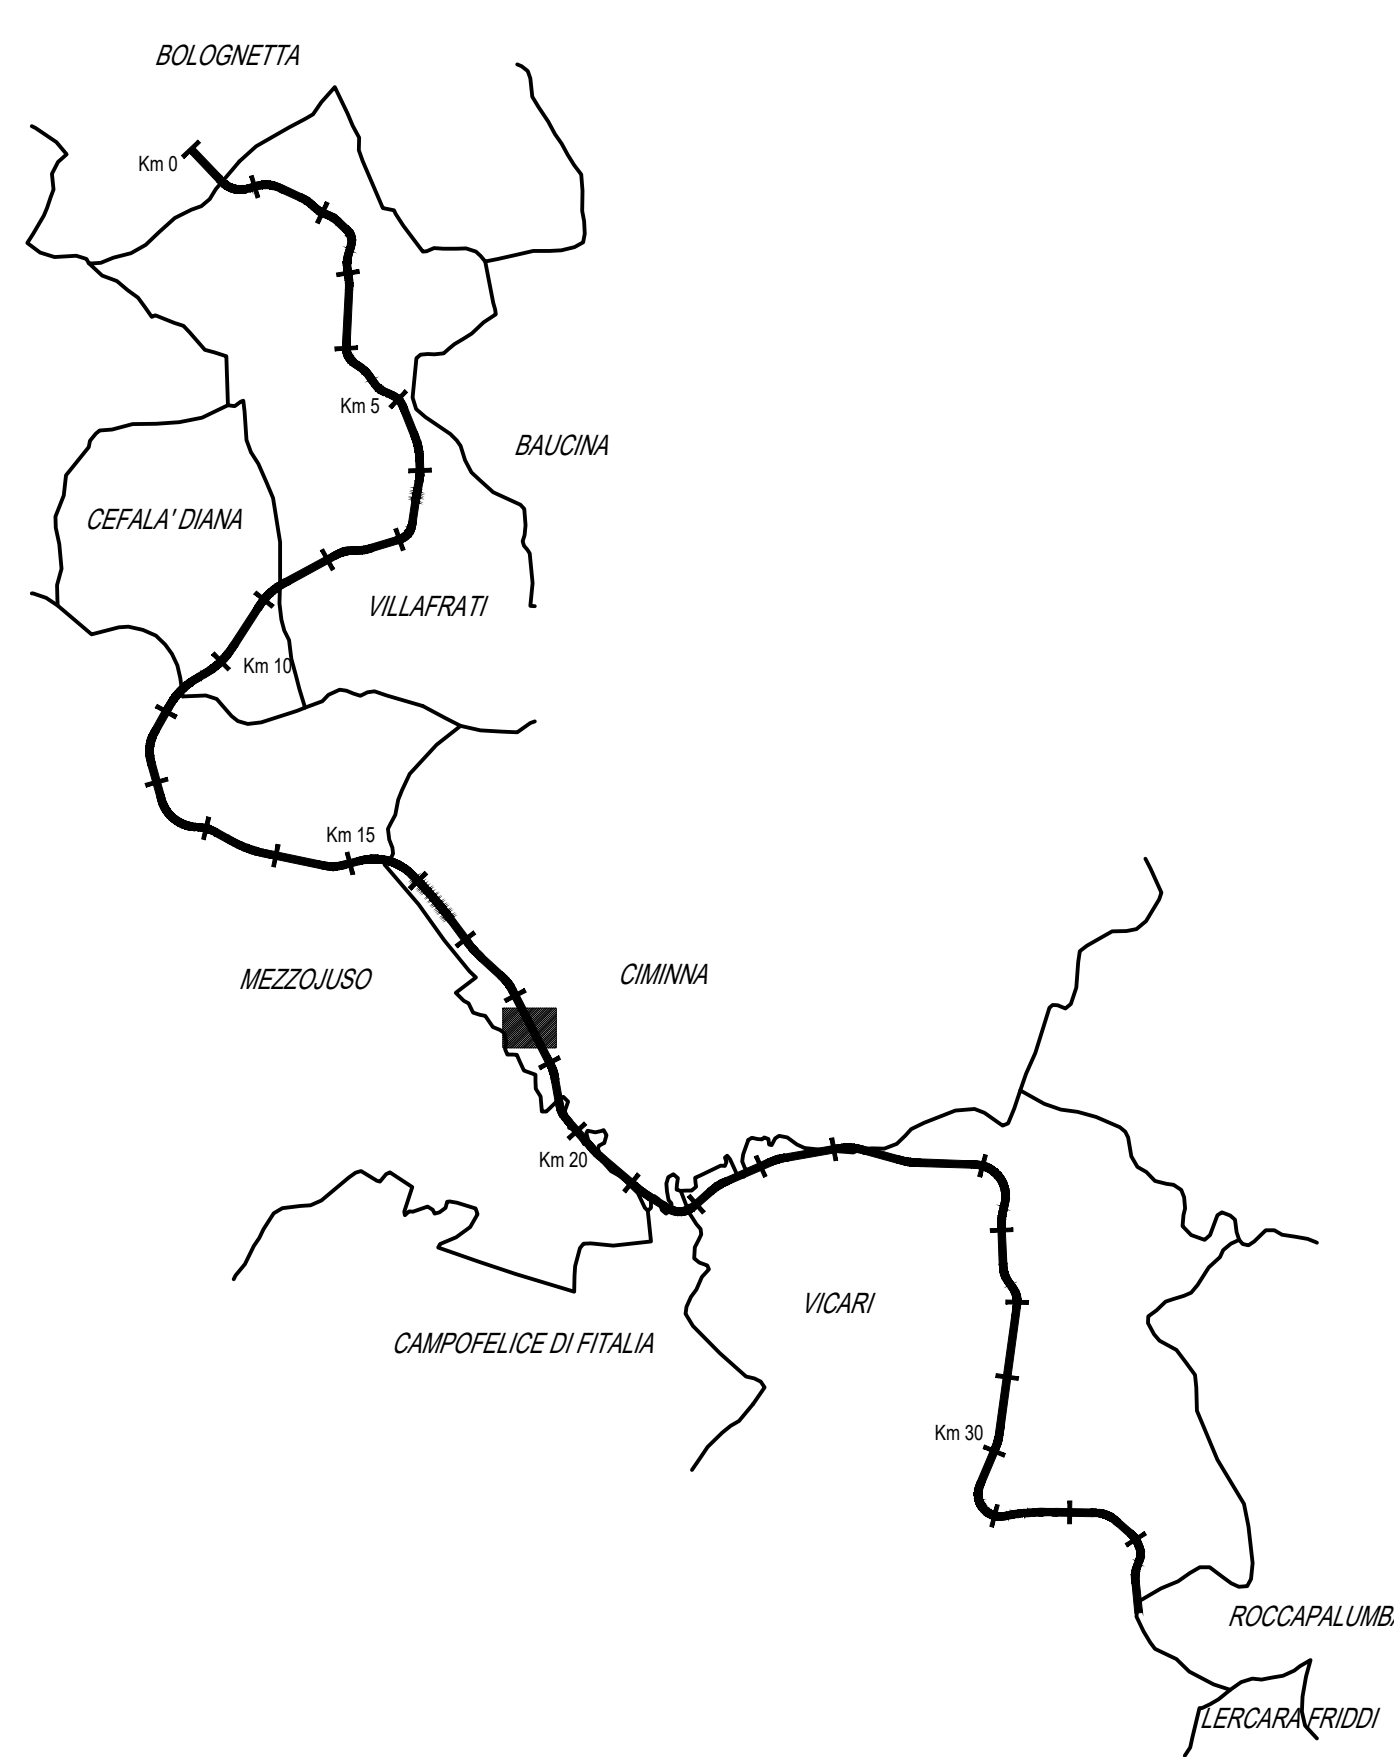 BOLOGNETTA
Km 0
Km 5
BAUCINA
CEFALA' DIANA
VILLAFRATI
Km 10
Km 15
MEZZOJUSO
CIMINNA
Km 20
VICARI
CAMPOFELICE DI FITALIA
Km 30
ROCCAPALUMBA
LERCARA FRIDDI